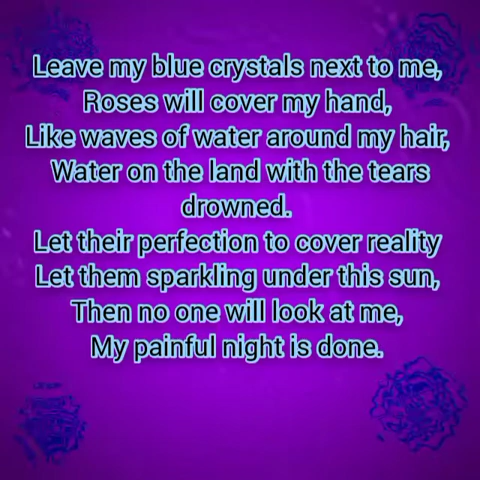 Leave my blue crystals next to me,
Roses will cover my hand,
Like waves of water around my hair,
Water on the land with the tears
drowned.
Let their perfection to cover reality
Let them sparkling under this sun,
Then no one will look at me,
My painful night is done.